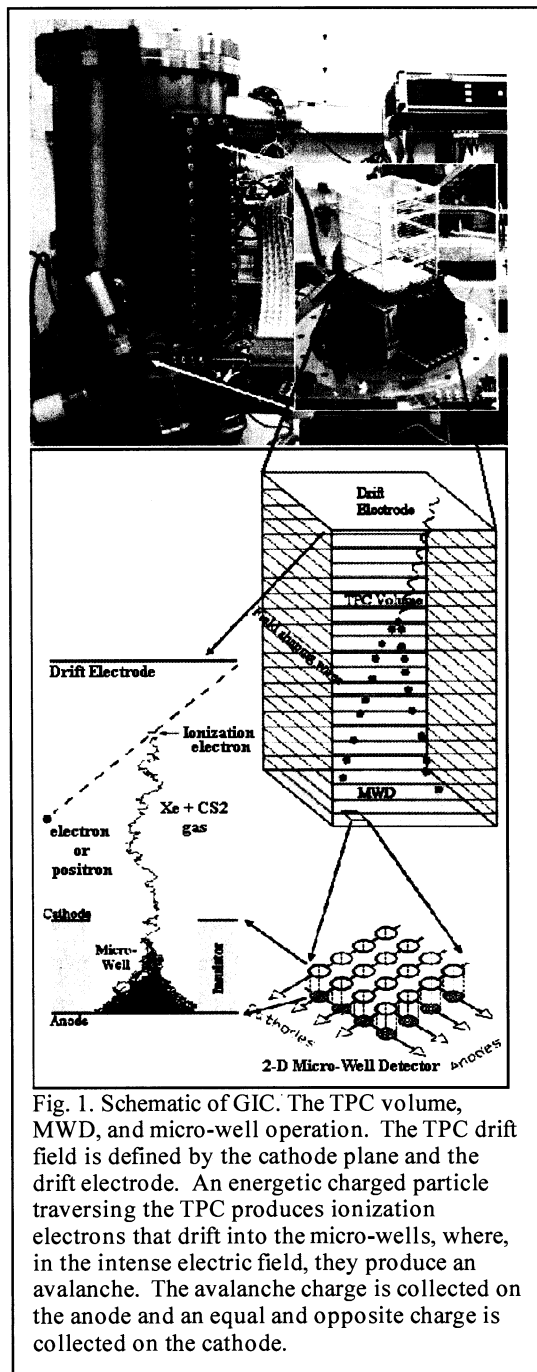 Drift
Electrode
TPC Volume
Field shaping wires
Drift Electrode
Ionization
electron
Xe + CS2
gas
electron
or
positron
MWD
Cathode
Micro-
Well
Insulator
Anode
Cathodes
Anodes
2-D Micro-Well Detector
Fig. 1. Schematic of GIC. The TPC volume,
MWD, and micro-well operation. The TPC drift
field is defined by the cathode plane and the
drift electrode. An energetic charged particle
traversing the TPC produces ionization
electrons that drift into the micro-wells, where,
in the intense electric field, they produce an
avalanche. The avalanche charge is collected on
the anode and an equal and opposite charge is
collected on the cathode.